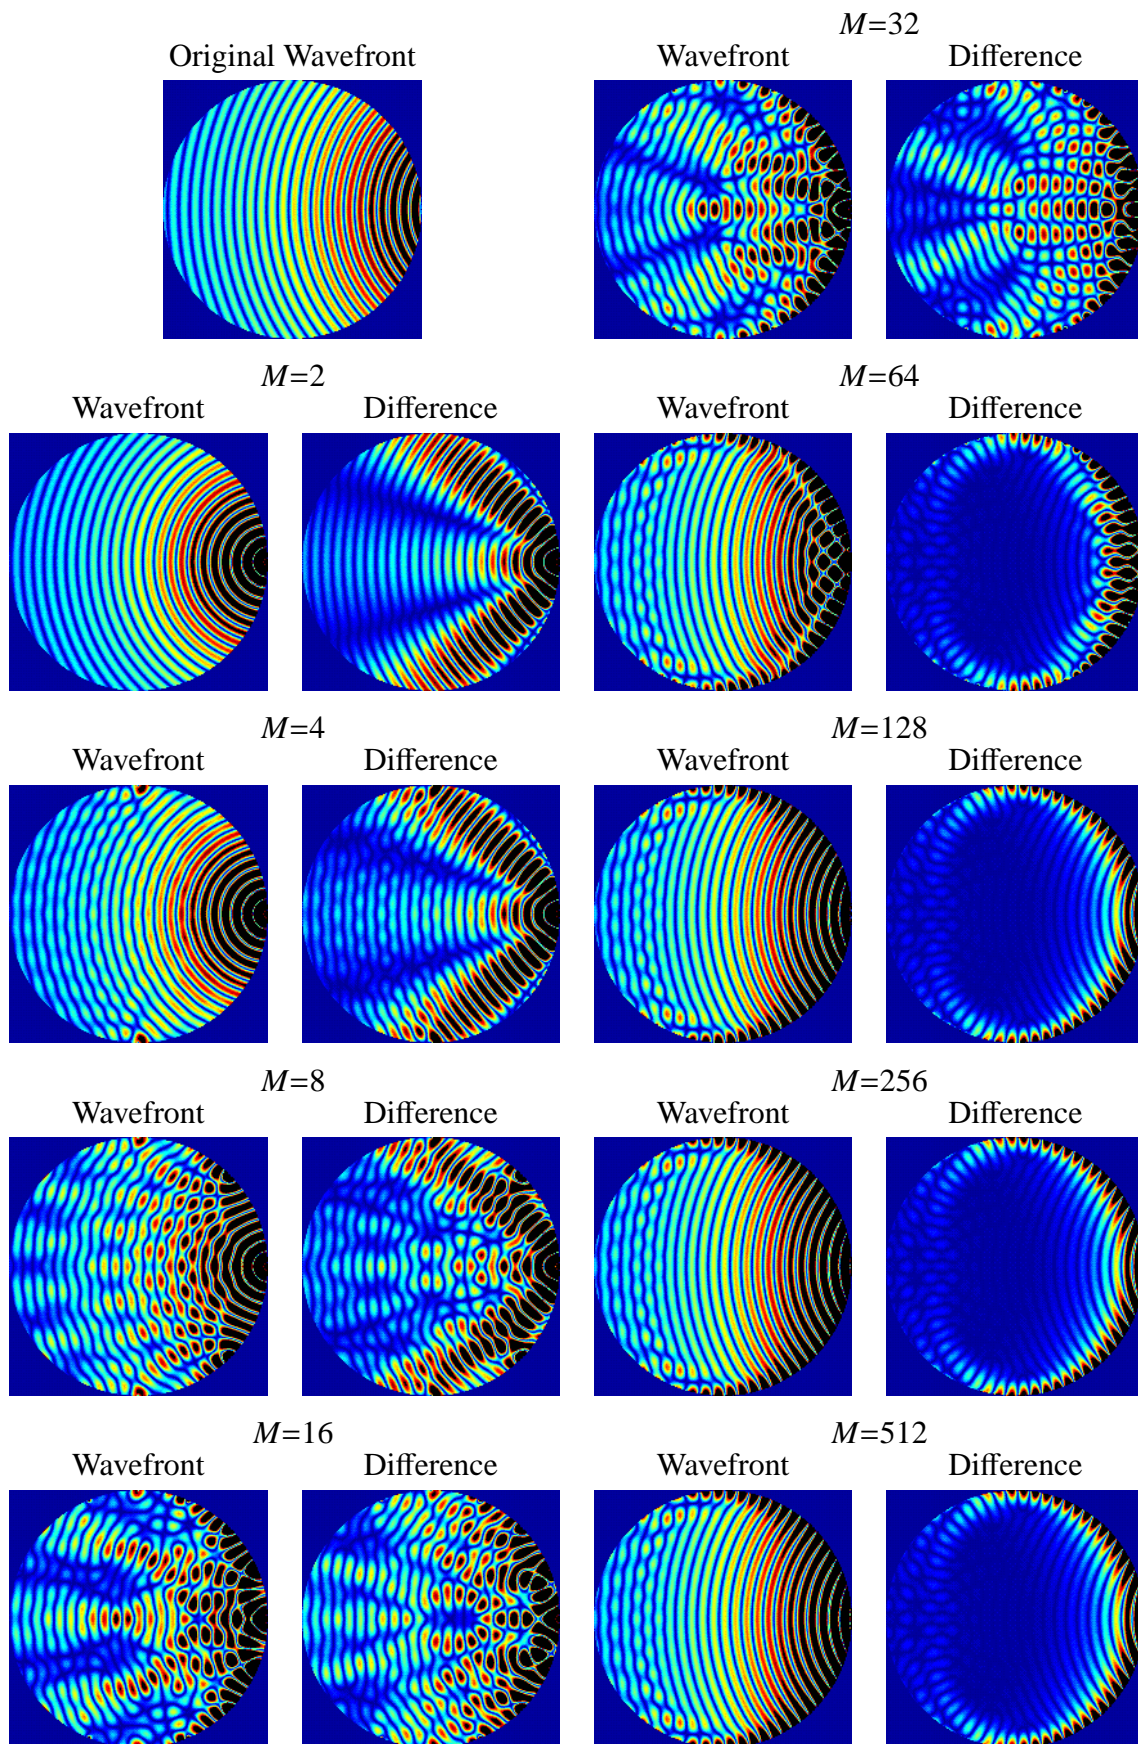 M=32
Original Wavefront Wavefront Difference
M=2 M=64
Wavefront Difference Wavefront Difference
M=4 M=128
Wavefront Difference Wavefront Difference
M=8 M=256
Wavefront Difference Wavefront Difference
M=16 M=512
Wavefront Difference Wavefront Difference